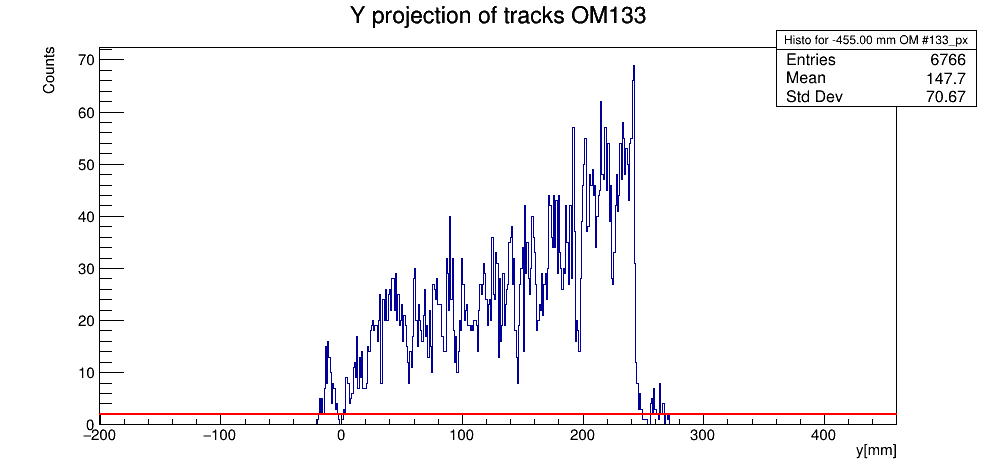 Y projection of tracks OM133
Histo for -455.00 mm OM #133_px
Entries 6766
Mean 147.7
Std Dev 70.67
Counts
70
60
50
40
30
20
10
0
−200 −100 0 100 200 300 400
y[mm]